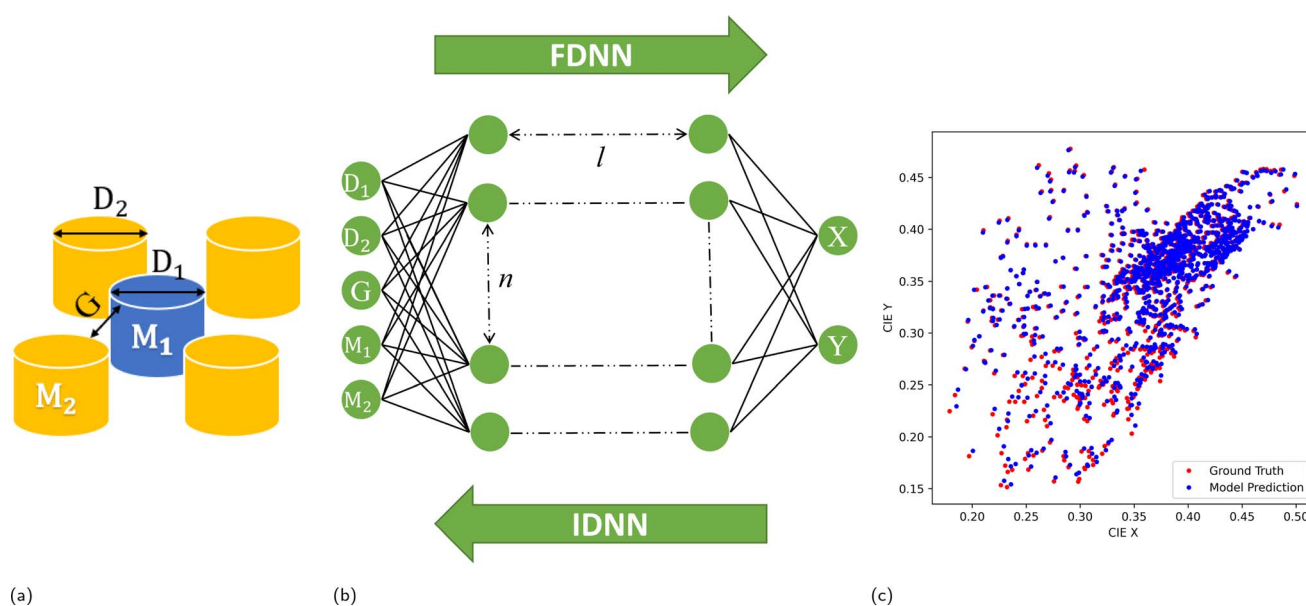 D₂
D₁
G
M₁
M₂
(a)
FDNN
l
D₁
D₂
G
M₁
M₂
n
X
Y
IDNN
(b)
CIE Y
0.45
0.40
0.35
0.30
0.25
0.20
0.15
Ground Truth
Model Prediction
0.20 0.25 0.30 0.35 0.40 0.45 0.50
CIE X
(c)